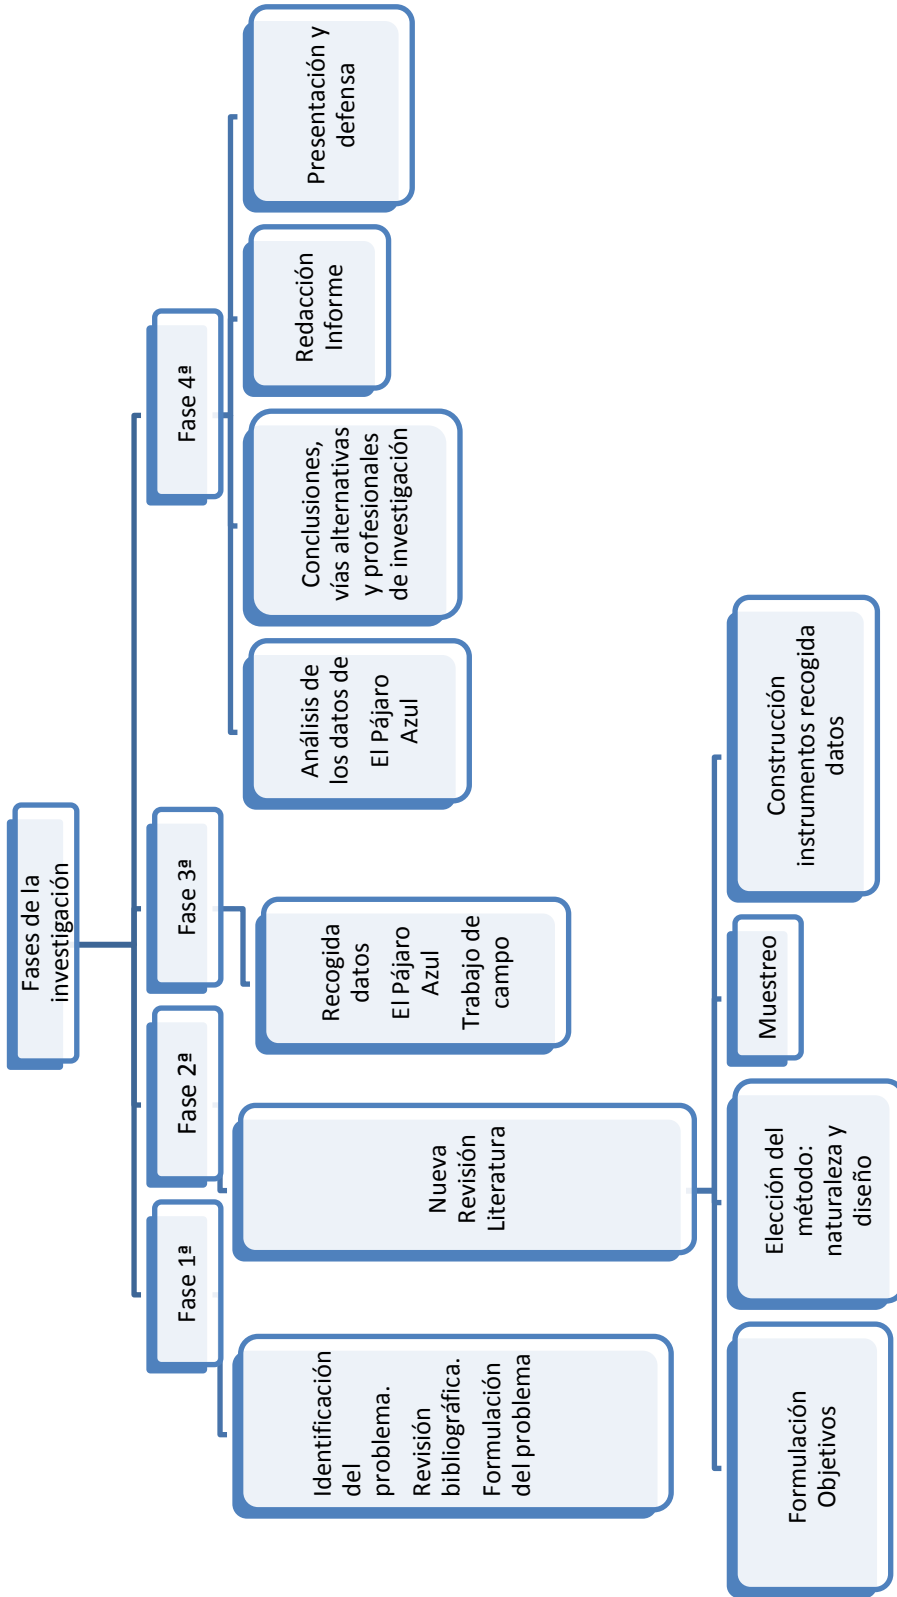 Fases de la
investigación
Fase 1ª
Fase 2ª
Fase 3ª
Fase 4ª
Identificación
del
problema.
Revisión
bibliográfica.
Formulación
del problema
Nueva
Revisión
Literatura
Recogida
datos
El Pájaro
Azul
Trabajo de
campo
Análisis de
los datos de
El Pájaro
Azul
Conclusiones,
vías alternativas
y profesionales
de investigación
Redacción
Informe
Presentación y
defensa
Formulación
Objetivos
Elección del
método:
naturaleza y
diseño
Muestreo
Construcción
instrumentos recogida
datos